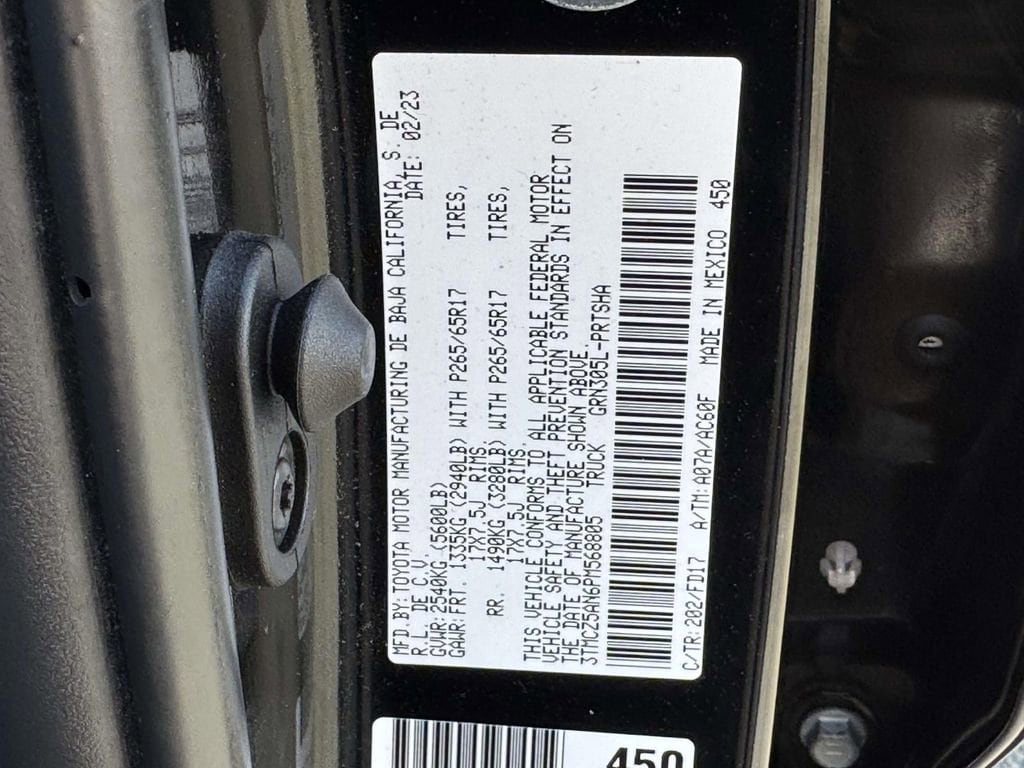 MFD.BY:TOYOTA MOTOR MANUFACTURING DE BAJA CALIFORNIA, S. DE
R.L. DE C.V. DATE: 02/23
GVWR:2540KG (5600LB)
GAWR:FRT. 1335KG (2940LB) WITH P265/65R17 TIRES,
17X7.5J RIMS
RR. 1490KG (3280LB) WITH P265/65R17 TIRES,
17X7.5J RIMS
THIS VEHICLE CONFORMS TO ALL APPLICABLE FEDERAL MOTOR
VEHICLE SAFETY AND THEFT PREVENTION STANDARDS IN EFFECT ON
THE DATE OF MANUFACTURE SHOWN ABOVE.
3TMCZ5AN6PM568805 TRUCK GRN305L-PRTSHA
C/TR:202/FD17 A/TM:A07A/AC60F MADE IN MEXICO 450
450